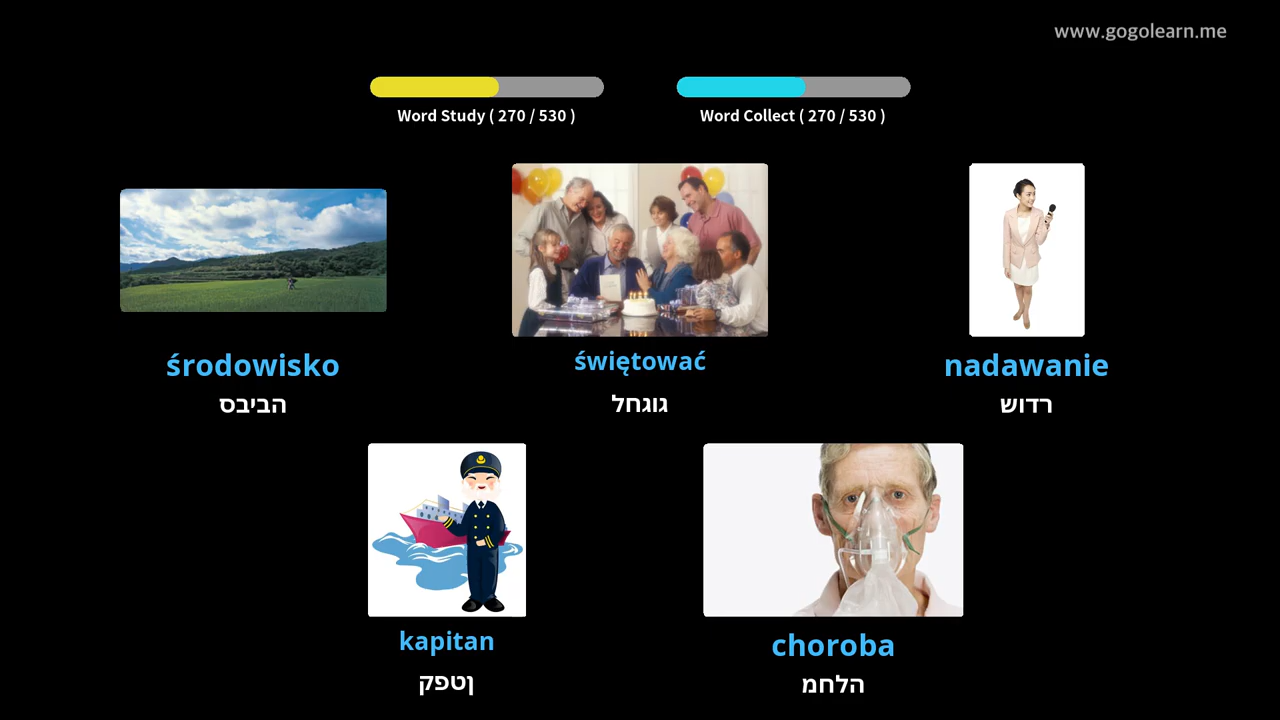 www.gogolearn.me
Word Study ( 270 / 530 )
Word Collect ( 270 / 530 )
środowisko
הביבס
świętować
גוגחל
nadawanie
רדוש
kapitan
ןטפק
choroba
הלחמ